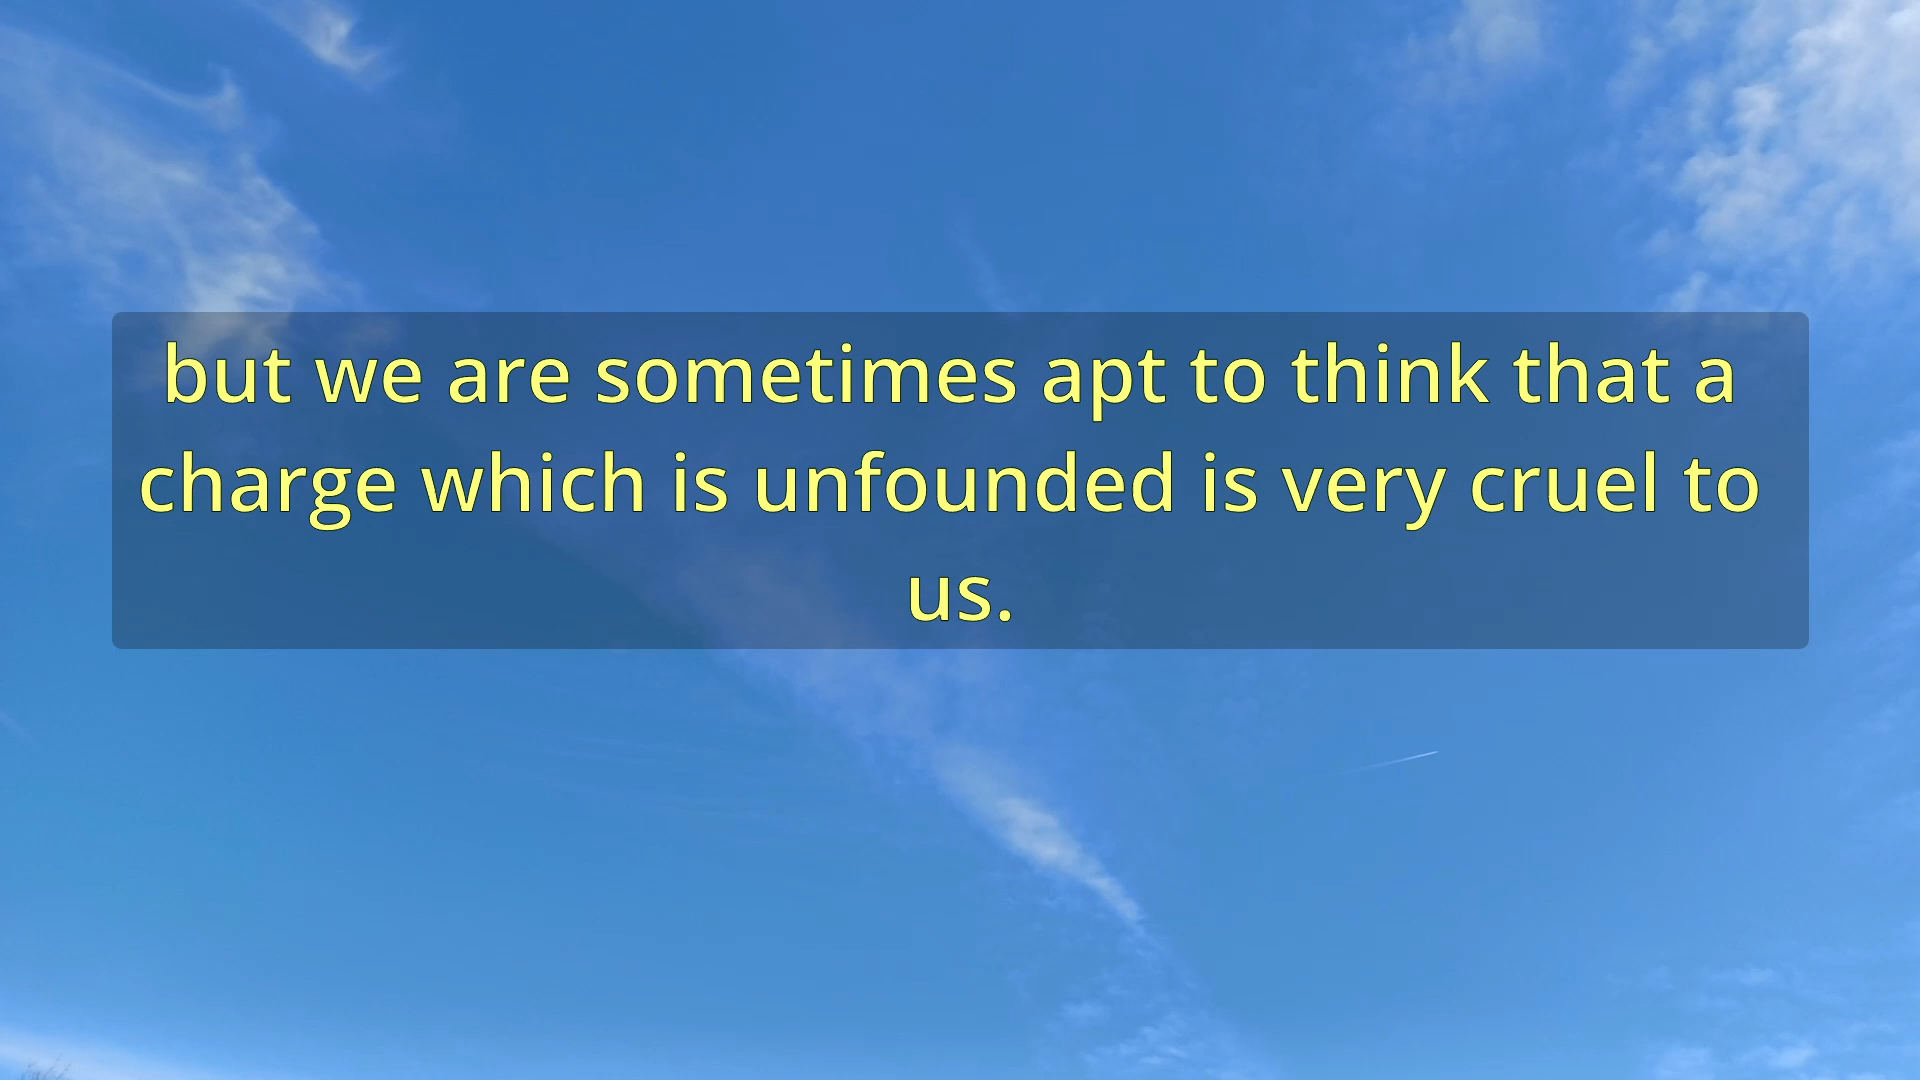 but we are sometimes apt to think that a
charge which is unfounded is very cruel to
us.